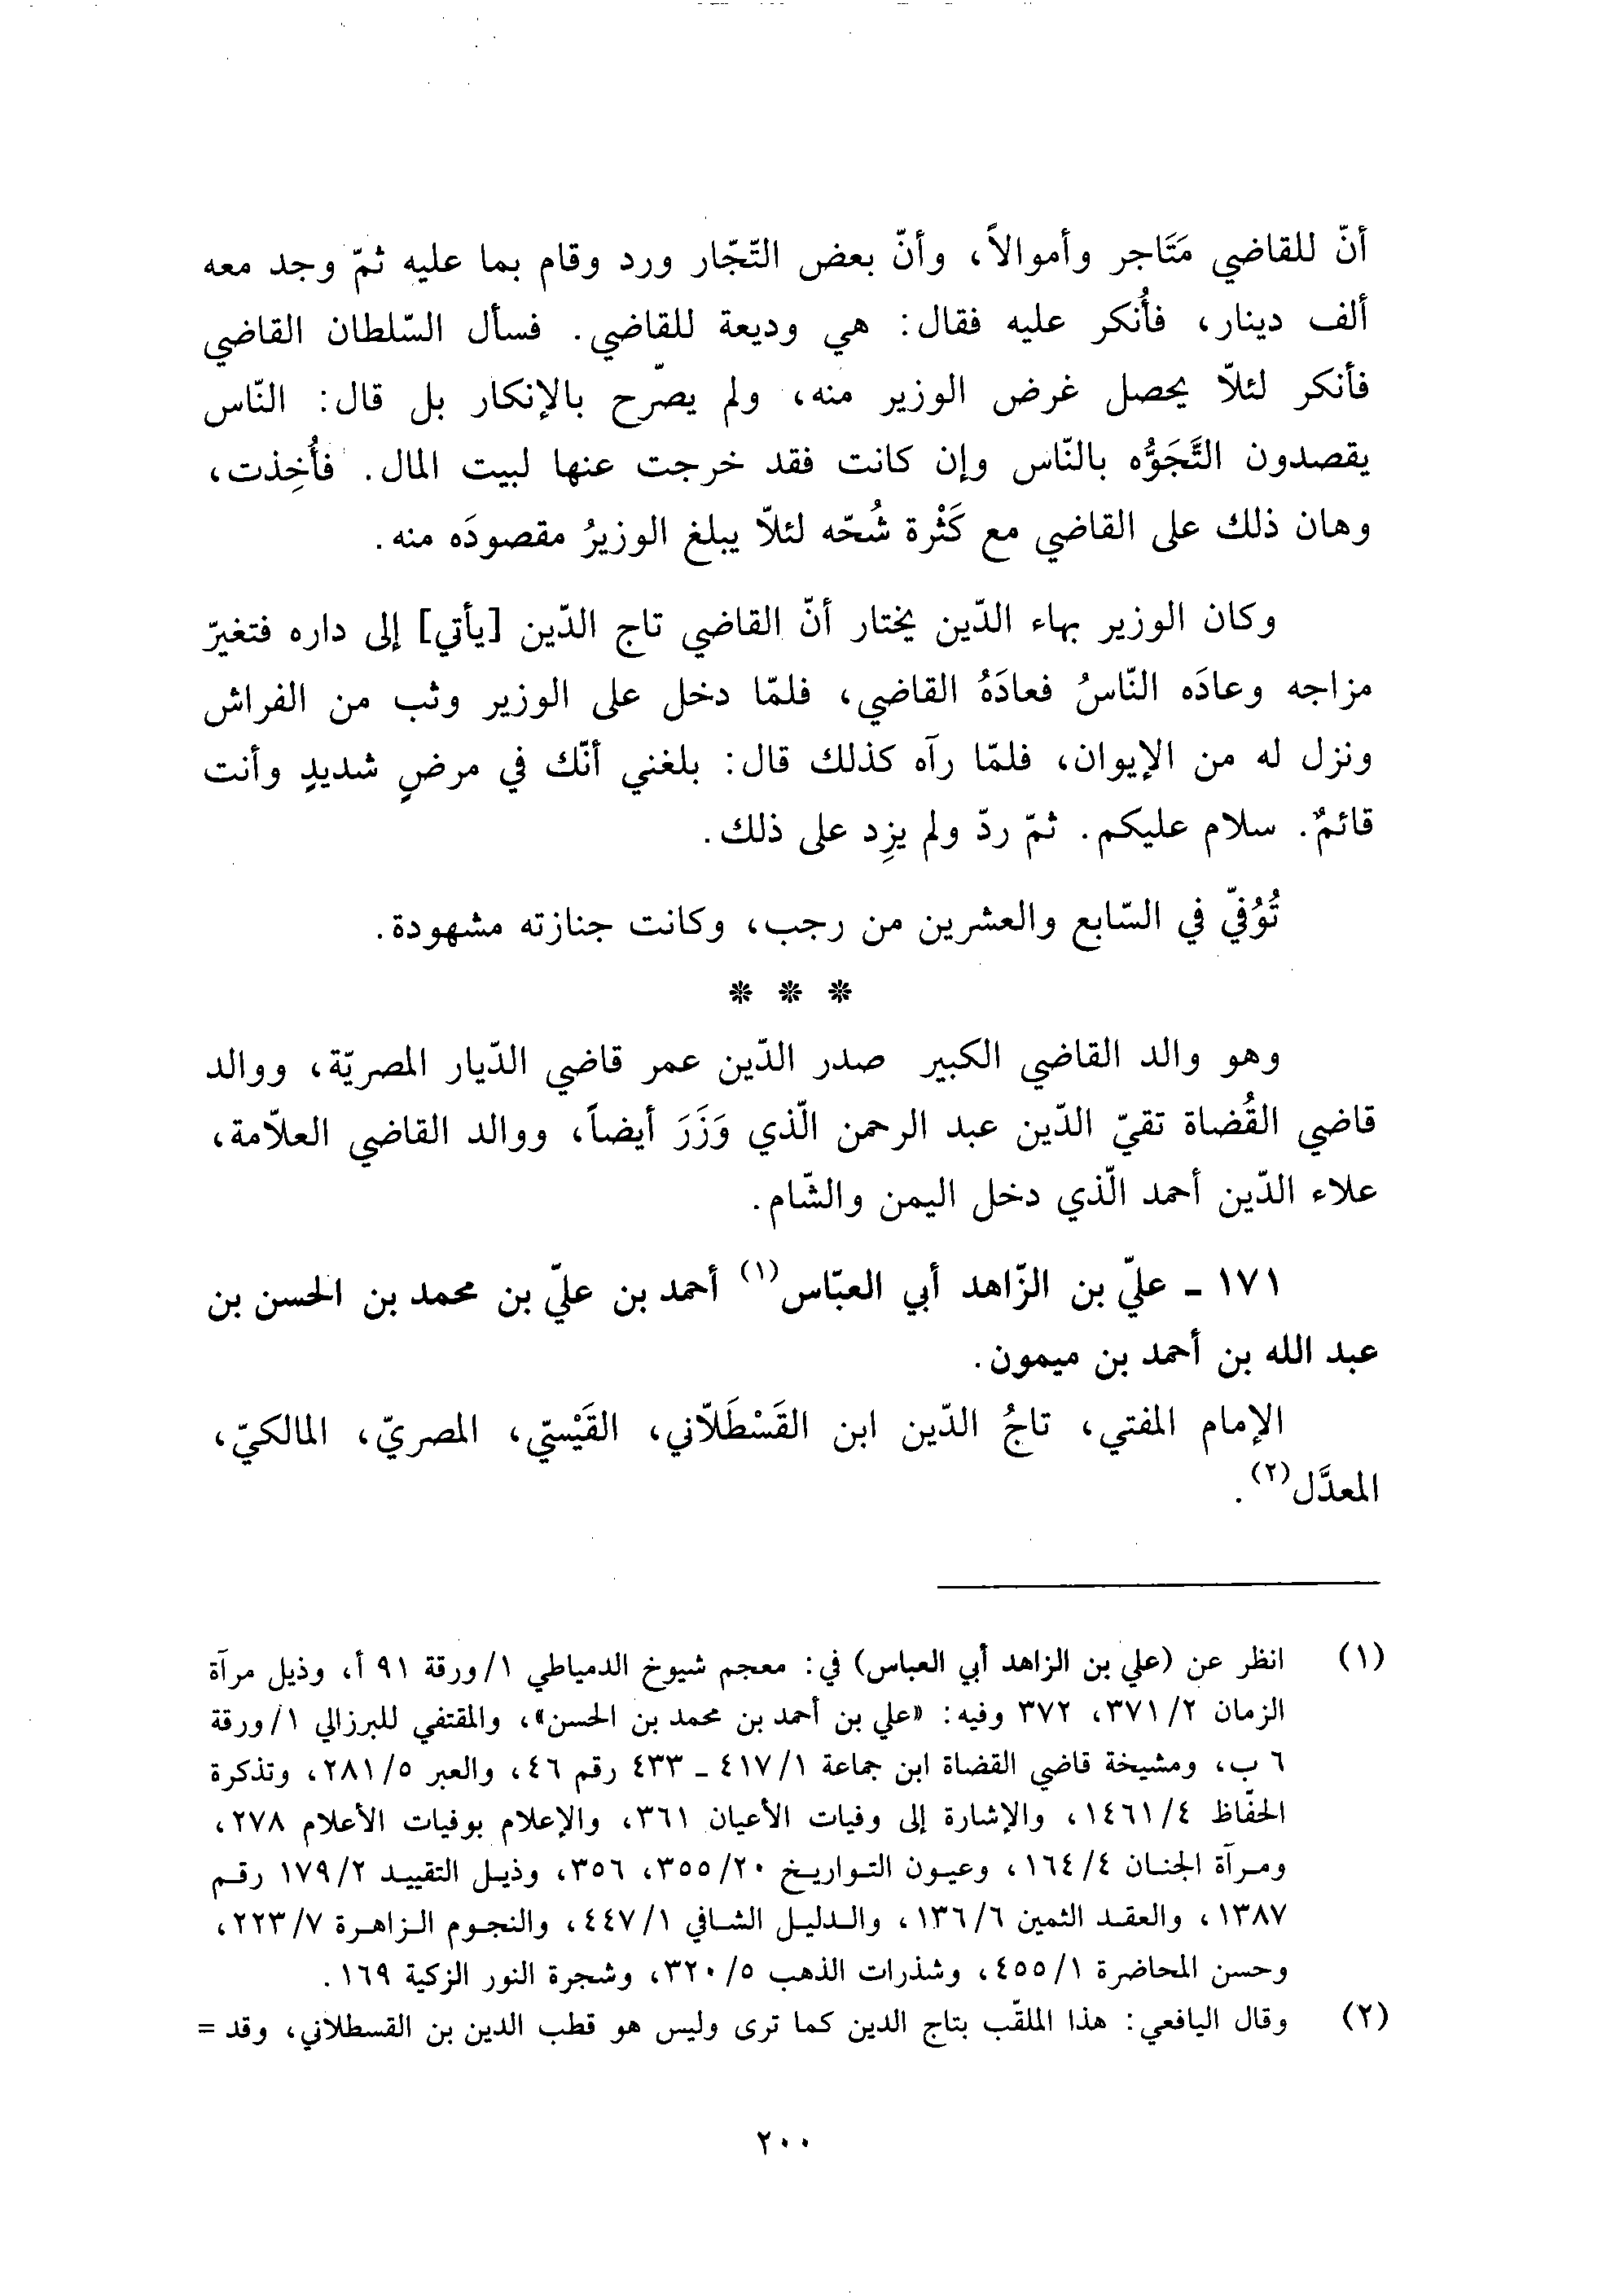 أنّ للقاضي مَتَاجر وأموالاً، وأنّ بعض التّجّار ورد وقام بما عليه ثمّ وجد معه
ألف دينار، فأُنكر عليه فقال: هي وديعة للقاضي. فسأل السّلطان القاضي
فأنكر لئلاّ يحصل غرض الوزير منه، ولم يصّرح بالإنكار بل قال: النّاس
يقصدون التَّجَوُّه بالنّاس وإن كانت فقد خرجت عنها لبيت المال. فأُخِذت،
وهان ذلك على القاضي مع كَثْرة شُحّه لئلاّ يبلغ الوزيرُ مقصودَه منه.
وكان الوزير بهاء الدّين يختار أنّ القاضي تاج الدّين [يأتي] إلى داره فتغيرّ
مزاجه وعادَه النّاسُ فعادَهُ القاضي، فلمّا دخل على الوزير وثب من الفراش
ونزل له من الإيوان، فلمّا رآه كذلك قال: بلغني أنّك في مرضٍ شديدٍ وأنت
قائمٌ. سلام عليكم. ثمّ ردّ ولم يزِد على ذلك.
تُوُفيّ في السّابع والعشرين من رجب، وكانت جنازته مشهودة.
❊ ❊ ❊
وهو والد القاضي الكبير صدر الدّين عمر قاضي الدّيار المصريّة، ووالد
قاضي القُضاة تقيّ الدّين عبد الرحمن الّذي وَزَرَ أيضاً، ووالد القاضي العلاّمة،
علاء الدّين أحمد الّذي دخل اليمن والشّام.
١٧١ ـ عليّ بن الزّاهد أبي العبّاس(١) أحمد بن عليّ بن محمد بن الحسن بن
عبد الله بن أحمد بن ميمون.
الإمام المفتي، تاجُ الدّين ابن القَسْطَلاّني، القَيْسّي، المصريّ، المالكيّ،
المعدَّل(٢).
(١) انظر عن (علي بن الزاهد أبي العباس) في: معجم شيوخ الدمياطي ١/ورقة ٩١ أ، وذيل مرآة
الزمان ٣٧١/٢، ٣٧٢ وفيه: «علي بن أحمد بن محمد بن الحسن»، والمقتفي للبرزالي ١/ورقة
٦ ب، ومشيخة قاضي القضاة ابن جماعة ٤١٧/١ ـ ٤٣٣ رقم ٤٦، والعبر ٢٨١/٥، وتذكرة
الحفّاظ ١٤٦١/٤، والإشارة إلى وفيات الأعيان ٣٦١، والإعلام بوفيات الأعلام ٢٧٨،
ومرآة الجنان ١٦٤/٤، وعيون التواريخ ٣٥٥/٢٠، ٣٥٦، وذيل التقييد ١٧٩/٢ رقم
١٣٨٧، والعقد الثمين ١٣٦/٦، والدليل الشافي ٤٤٧/١، والنجوم الزاهرة ٢٢٣/٧،
وحسن المحاضرة ٤٥٥/١، وشذرات الذهب ٣٢٠/٥، وشجرة النور الزكية ١٦٩.
(٢) وقال اليافعي: هذا الملقّب بتاج الدين كما ترى وليس هو قطب الدين بن القسطلاني، وقد =
٢٠٠